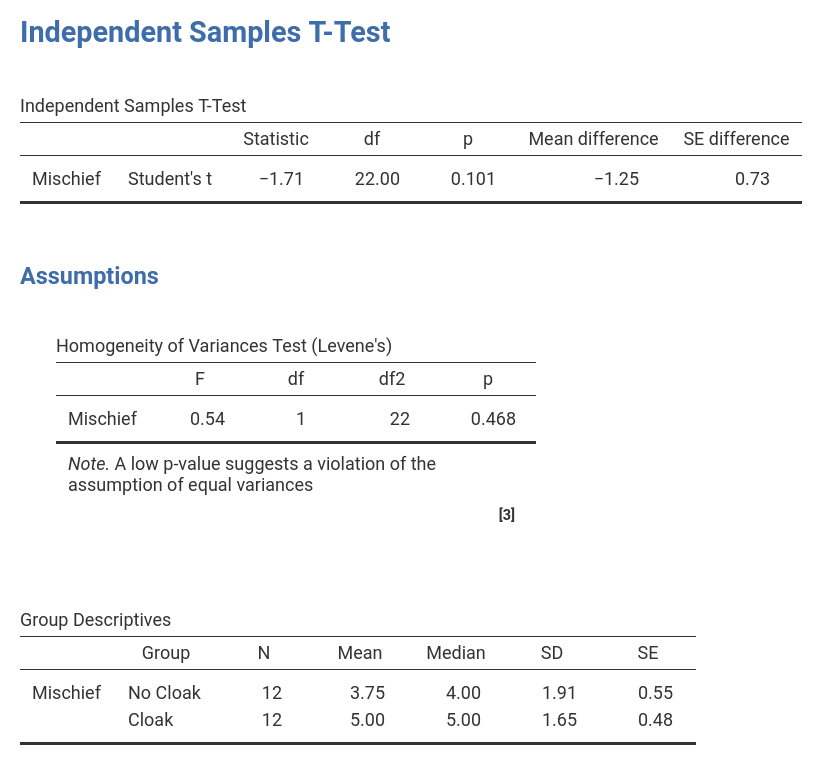 Independent Samples T-Test
Independent Samples T-Test
Statistic df p Mean difference SE difference
Mischief Student's t −1.71 22.00 0.101 −1.25 0.73
Assumptions
Homogeneity of Variances Test (Levene's)
F df df2 p
Mischief 0.54 1 22 0.468
Note. A low p-value suggests a violation of the
assumption of equal variances
[3]
Group Descriptives
Group N Mean Median SD SE
Mischief No Cloak 12 3.75 4.00 1.91 0.55
Cloak 12 5.00 5.00 1.65 0.48